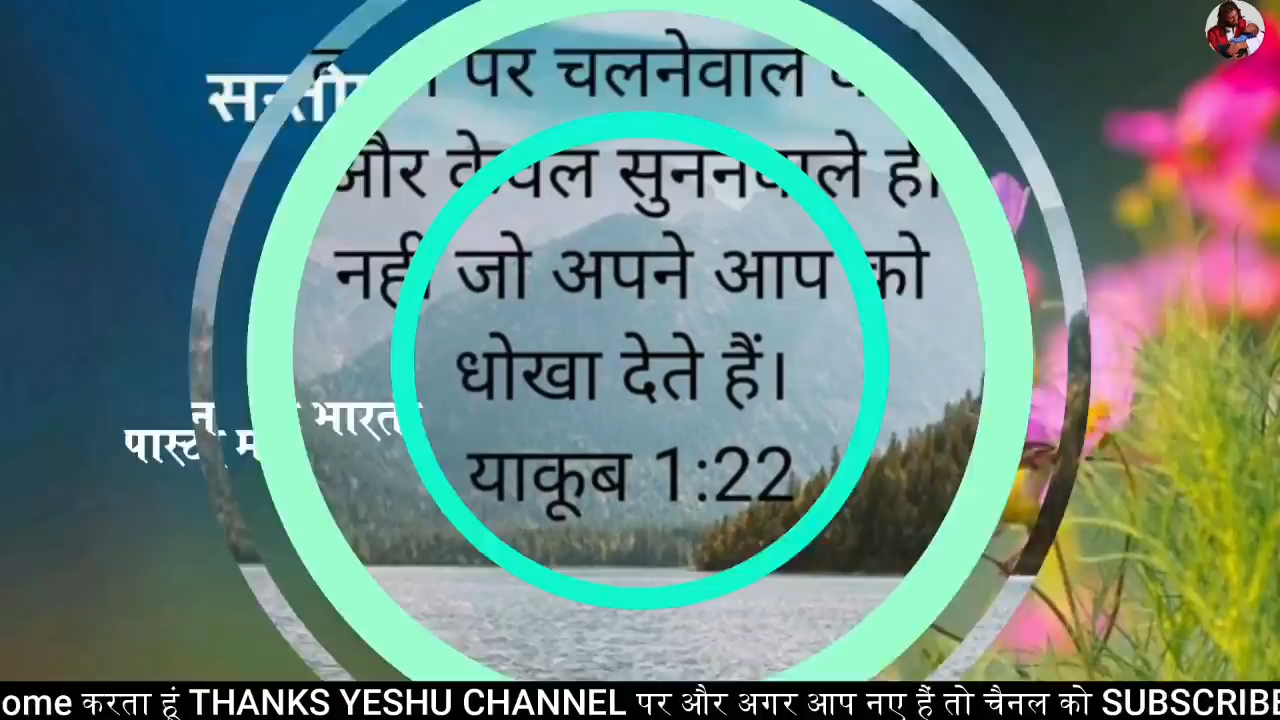 पर चलनेवाले
और केवल सुननेवाले ही
नहीं जो अपने आप को
धोखा देते हैं।
याकूब 1:22
भारत
ome करता हूं THANKS YESHU CHANNEL पर और अगर आप नए हैं तो चैनल को SUBSCRIBE